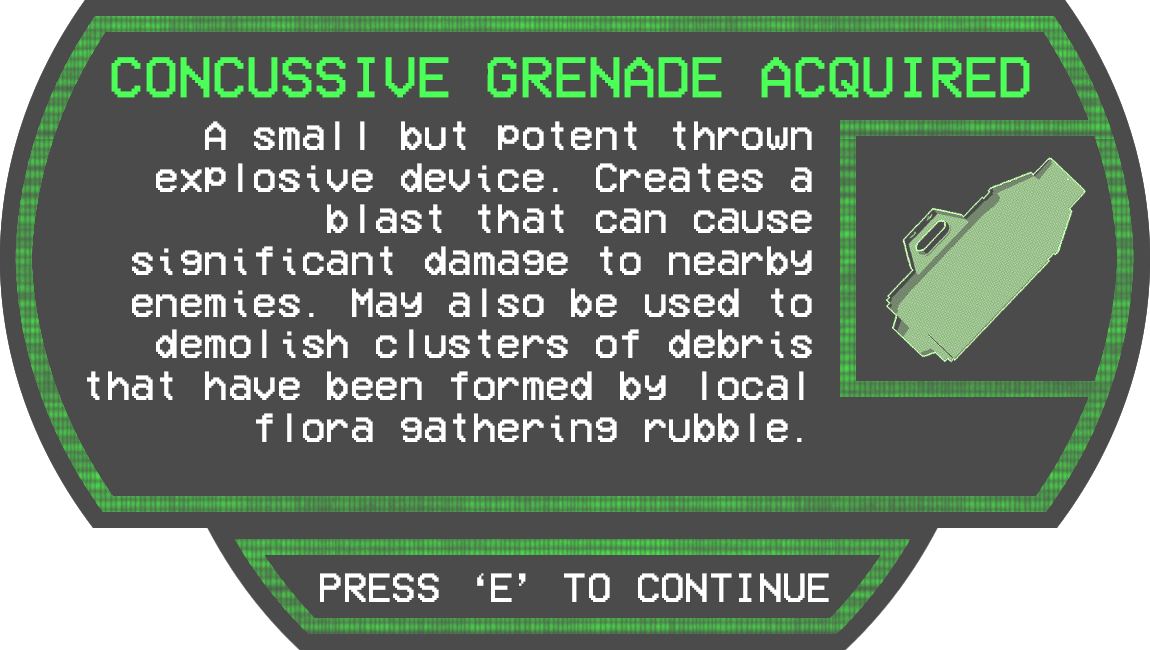 CONCUSSIVE GRENADE ACQUIRED
A small but potent thrown
explosive device. Creates a
blast that can cause
significant damage to nearby
enemies. May also be used to
demolish clusters of debris
that have been formed by local
flora gathering rubble.
PRESS ‘E’ TO CONTINUE